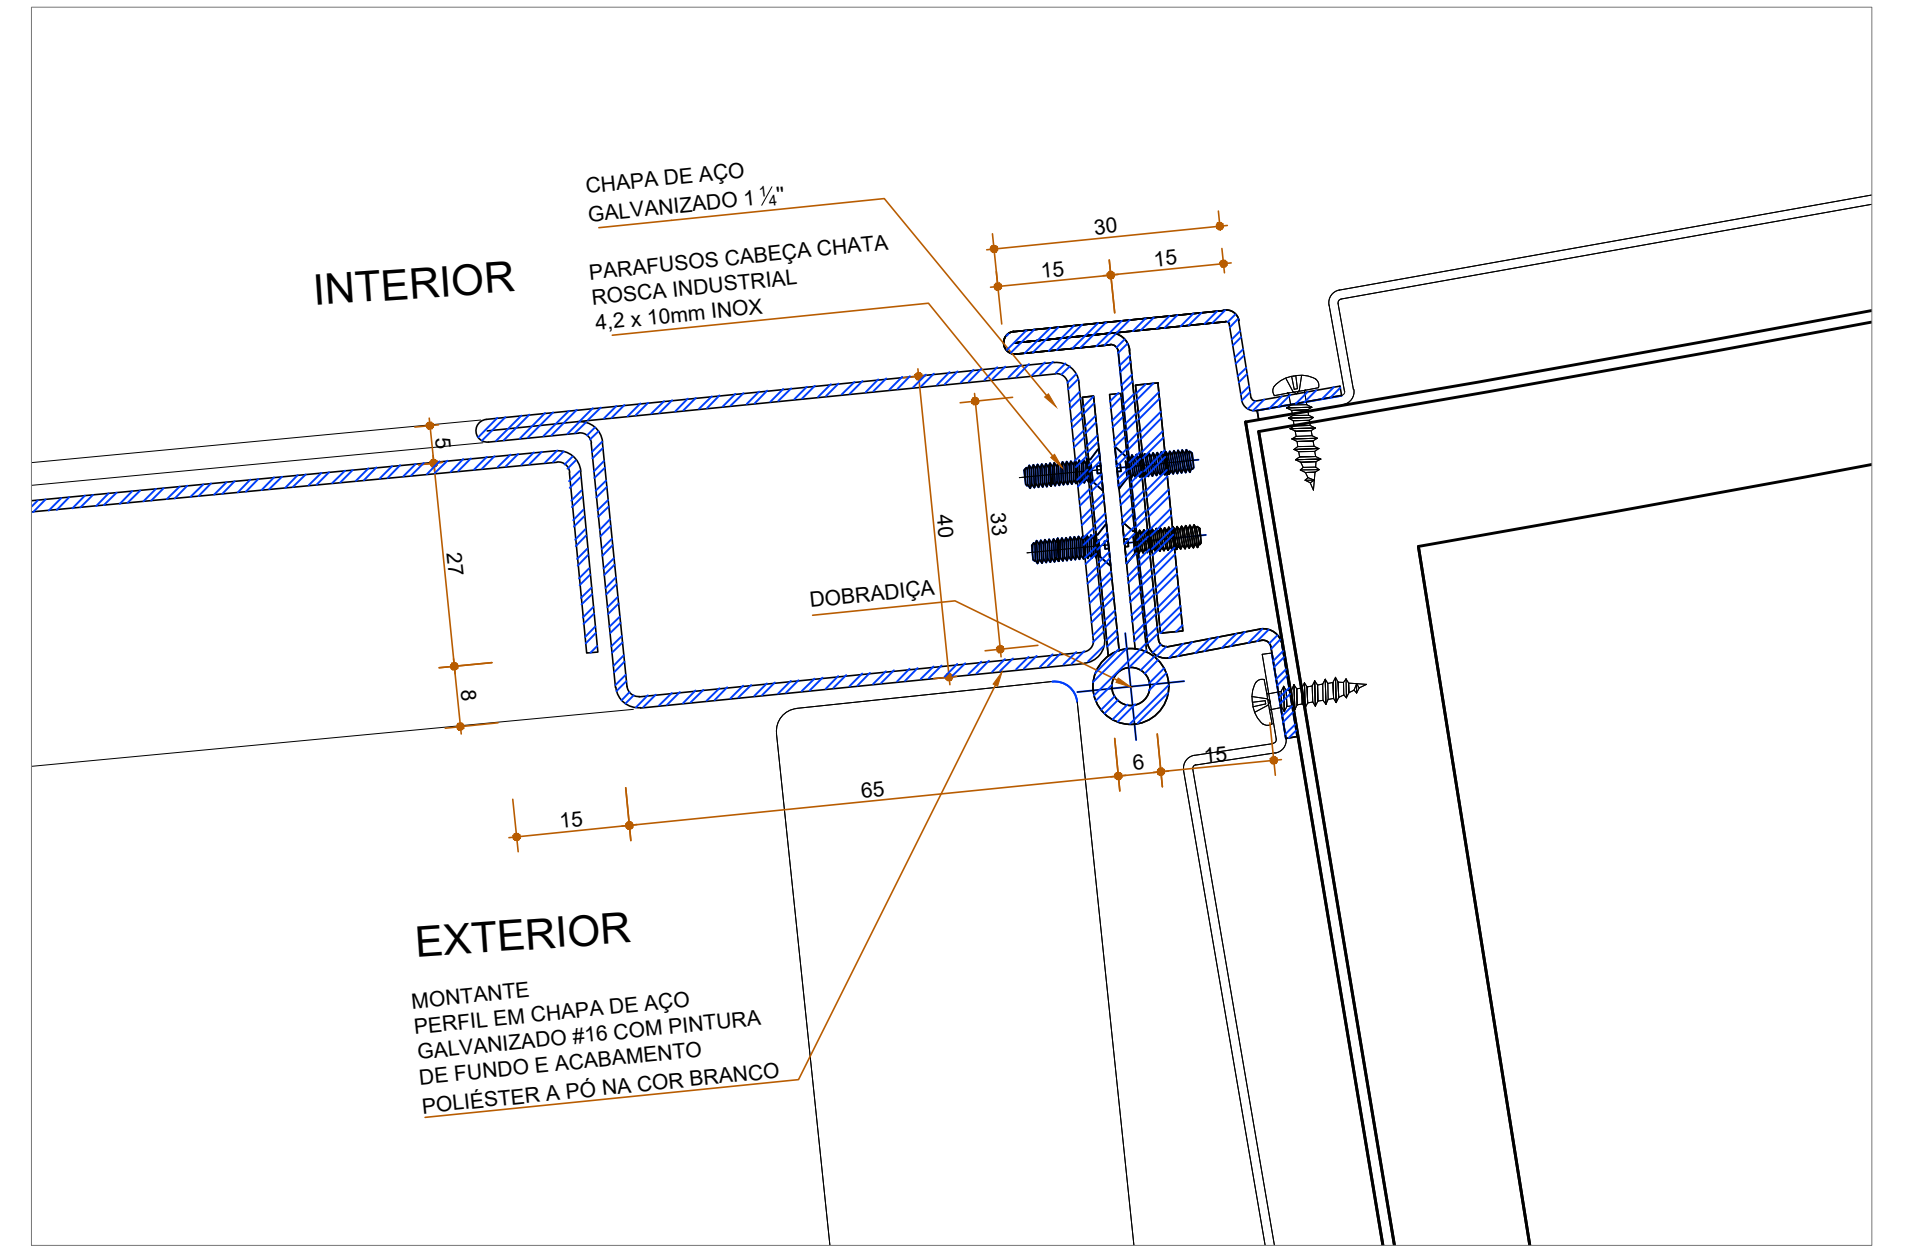 CHAPA DE AÇO
GALVANIZADO 1 ¼"
INTERIOR
PARAFUSOS CABEÇA CHATA
ROSCA INDUSTRIAL
4,2 x 10mm INOX
30
15
15
5
27
8
40
33
DOBRADIÇA
15
65
6
15
EXTERIOR
MONTANTE
PERFIL EM CHAPA DE AÇO
GALVANIZADO #16 COM PINTURA
DE FUNDO E ACABAMENTO
POLIÉSTER A PÓ NA COR BRANCO